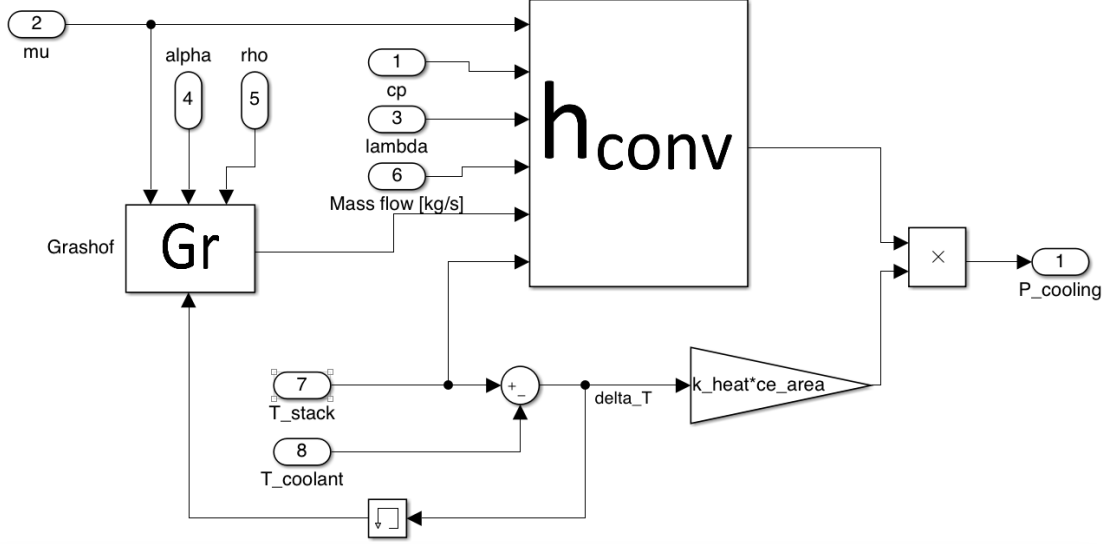 2
mu
alpha
rho
4
5
1
cp
3
lambda
6
Mass flow [kg/s]
hconv
Grashof
Gr
×
1
P_cooling
7
T_stack
+
_
delta_T
k_heat*ce_area
8
T_coolant